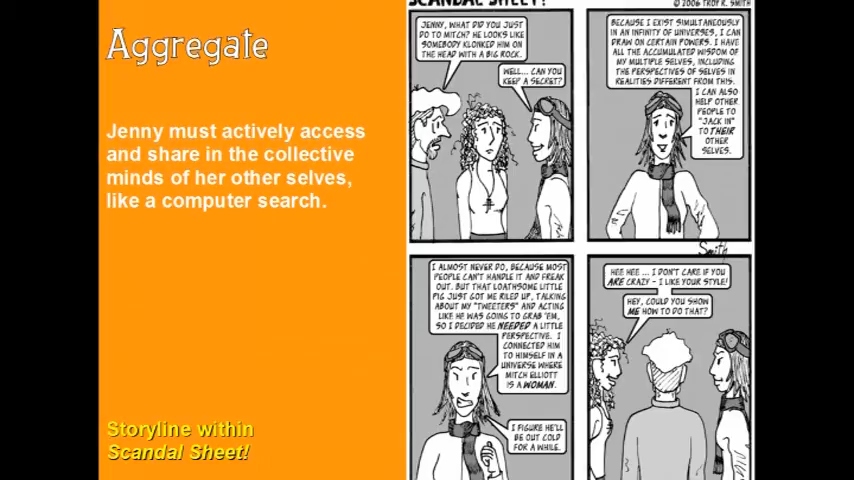 Aggregate
Jenny must actively access
and share in the collective
minds of her other selves,
like a computer search.
Storyline within
Scandal Sheet!
SCANDAL SHEET!
© 2006 TROY R. SMITH
JENNY, WHAT DID YOU JUST
DO TO MITCH? HE LOOKS LIKE
SOMEBODY KLONKED HIM ON
THE HEAD WITH A BIG ROCK.
WELL... CAN YOU
KEEP A SECRET?
BECAUSE I EXIST SIMULTANEOUSLY
IN AN INFINITY OF UNIVERSES, I CAN
DRAW ON CERTAIN POWERS. I HAVE
ALL THE ACCUMULATED WISDOM OF
MY MULTIPLE SELVES, INCLUDING
THE PERSPECTIVES OF SELVES IN
REALITIES DIFFERENT FROM THIS.
I CAN ALSO
HELP OTHER
PEOPLE TO
"JACK IN"
TO THEIR
OTHER
SELVES.
Smith
I ALMOST NEVER DO, BECAUSE MOST
PEOPLE CAN'T HANDLE IT AND FREAK
OUT. BUT THAT LOATHSOME LITTLE
PIG JUST GOT ME RILED UP, TALKING
ABOUT MY "TWEETERS" AND ACTING
LIKE HE WAS GOING TO GRAB 'EM,
SO I DECIDED HE NEEDED A LITTLE
PERSPECTIVE. I
CONNECTED HIM
TO HIMSELF IN A
UNIVERSE WHERE
MITCH ELLIOTT
IS A WOMAN.
I FIGURE HE'LL
BE OUT COLD
FOR A WHILE.
HEE HEE ... I DON'T CARE IF YOU
ARE CRAZY - I LIKE YOUR STYLE!
HEY, COULD YOU SHOW
ME HOW TO DO THAT?